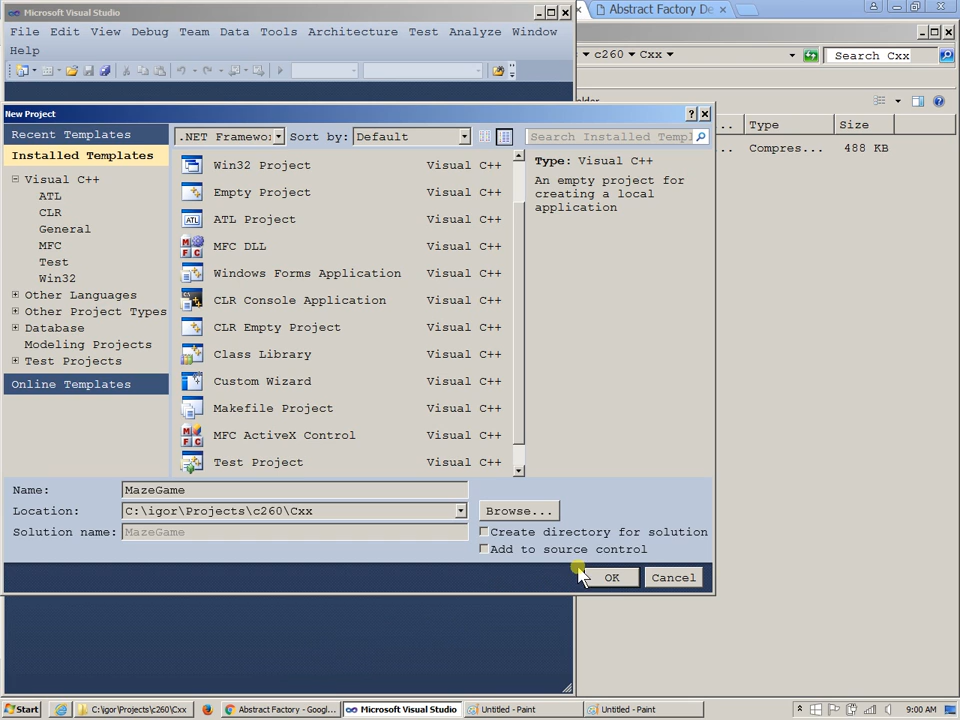 Microsoft Visual Studio
Abstract Factory De
File Edit View Debug Team Data Tools Architecture Test Analyze Window
Help
c260 Cxx
Search Cxx
New Project
Recent Templates
Installed Templates
Visual C++
ATL
CLR
General
MFC
Test
Win32
Other Languages
Other Project Types
Database
Modeling Projects
Test Projects
Online Templates
.NET Framewor
Sort by: Default
Search Installed Templ
Win32 Project Visual C++
Empty Project Visual C++
ATL Project Visual C++
MFC DLL Visual C++
Windows Forms Application Visual C++
CLR Console Application Visual C++
CLR Empty Project Visual C++
Class Library Visual C++
Custom Wizard Visual C++
Makefile Project Visual C++
MFC ActiveX Control Visual C++
Test Project Visual C++
Type: Visual C++
An empty project for
creating a local
application
.. Type Size
.. Compres... 488 KB
Name: MazeGame
Location: C:\igor\Projects\c260\Cxx
Browse...
Solution name: MazeGame
Create directory for solution
Add to source control
OK Cancel
Start C:\igor\Projects\c260\Cxx Abstract Factory - Googl... Microsoft Visual Studio Untitled - Paint Untitled - Paint 9:00 AM